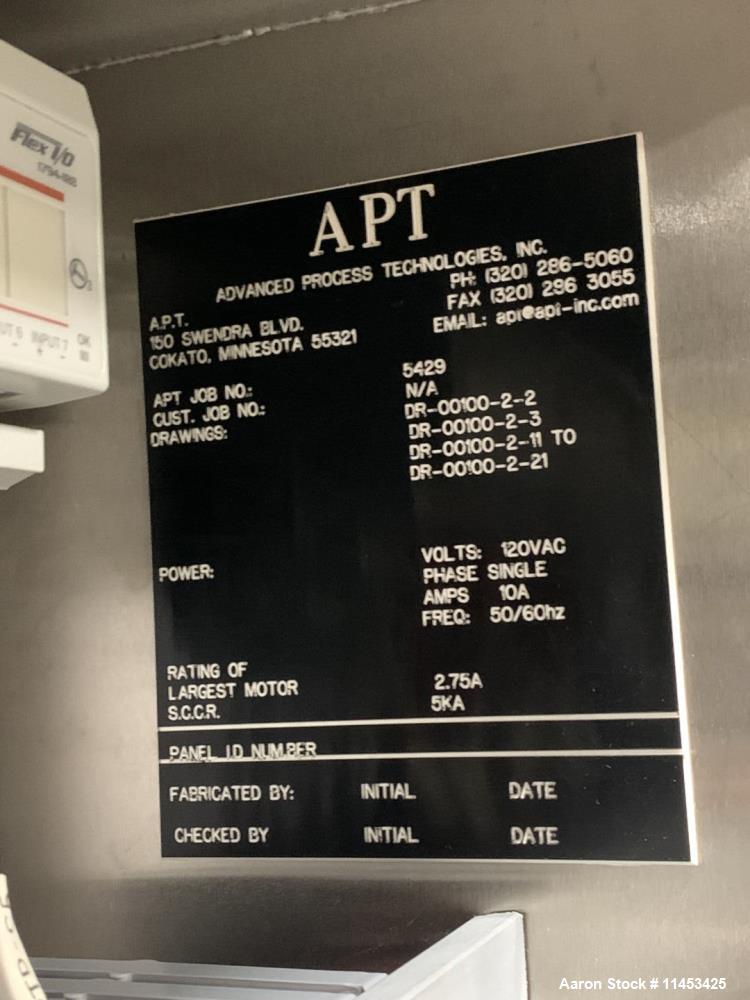 Flex I/O
INPUT 7
OK
APT
ADVANCED PROCESS TECHNOLOGIES, INC.
A.P.T. PH: (320) 286-5060
150 SWENDRA BLVD. FAX (320) 296 3055
COKATO, MINNESOTA 55321 EMAIL: apt@apt-inc.com
APT JOB NO.: 5429
CUST. JOB NO.: N/A
DRAWINGS: DR-00100-2-2
DR-00100-2-3
DR-00100-2-11 TO
DR-00100-2-21
POWER: VOLTS: 120VAC
PHASE SINGLE
AMPS 10A
FREQ: 50/60hz
RATING OF
LARGEST MOTOR 2.75A
S.C.C.R. 5KA
PANEL I.D NUMBER
FABRICATED BY: INITIAL DATE
CHECKED BY INITIAL DATE
Aaron Stock # 11453425